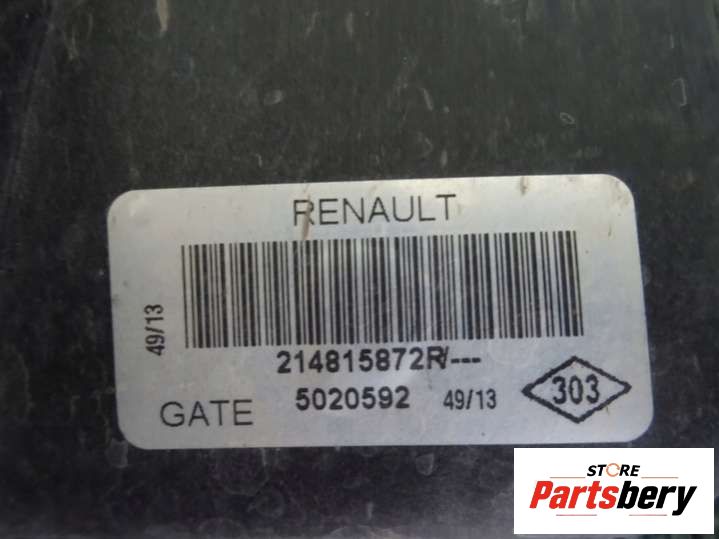 RENAULT
49/13
214815872R/---
GATE 5020592 49/13 303
STORE
Partsbery